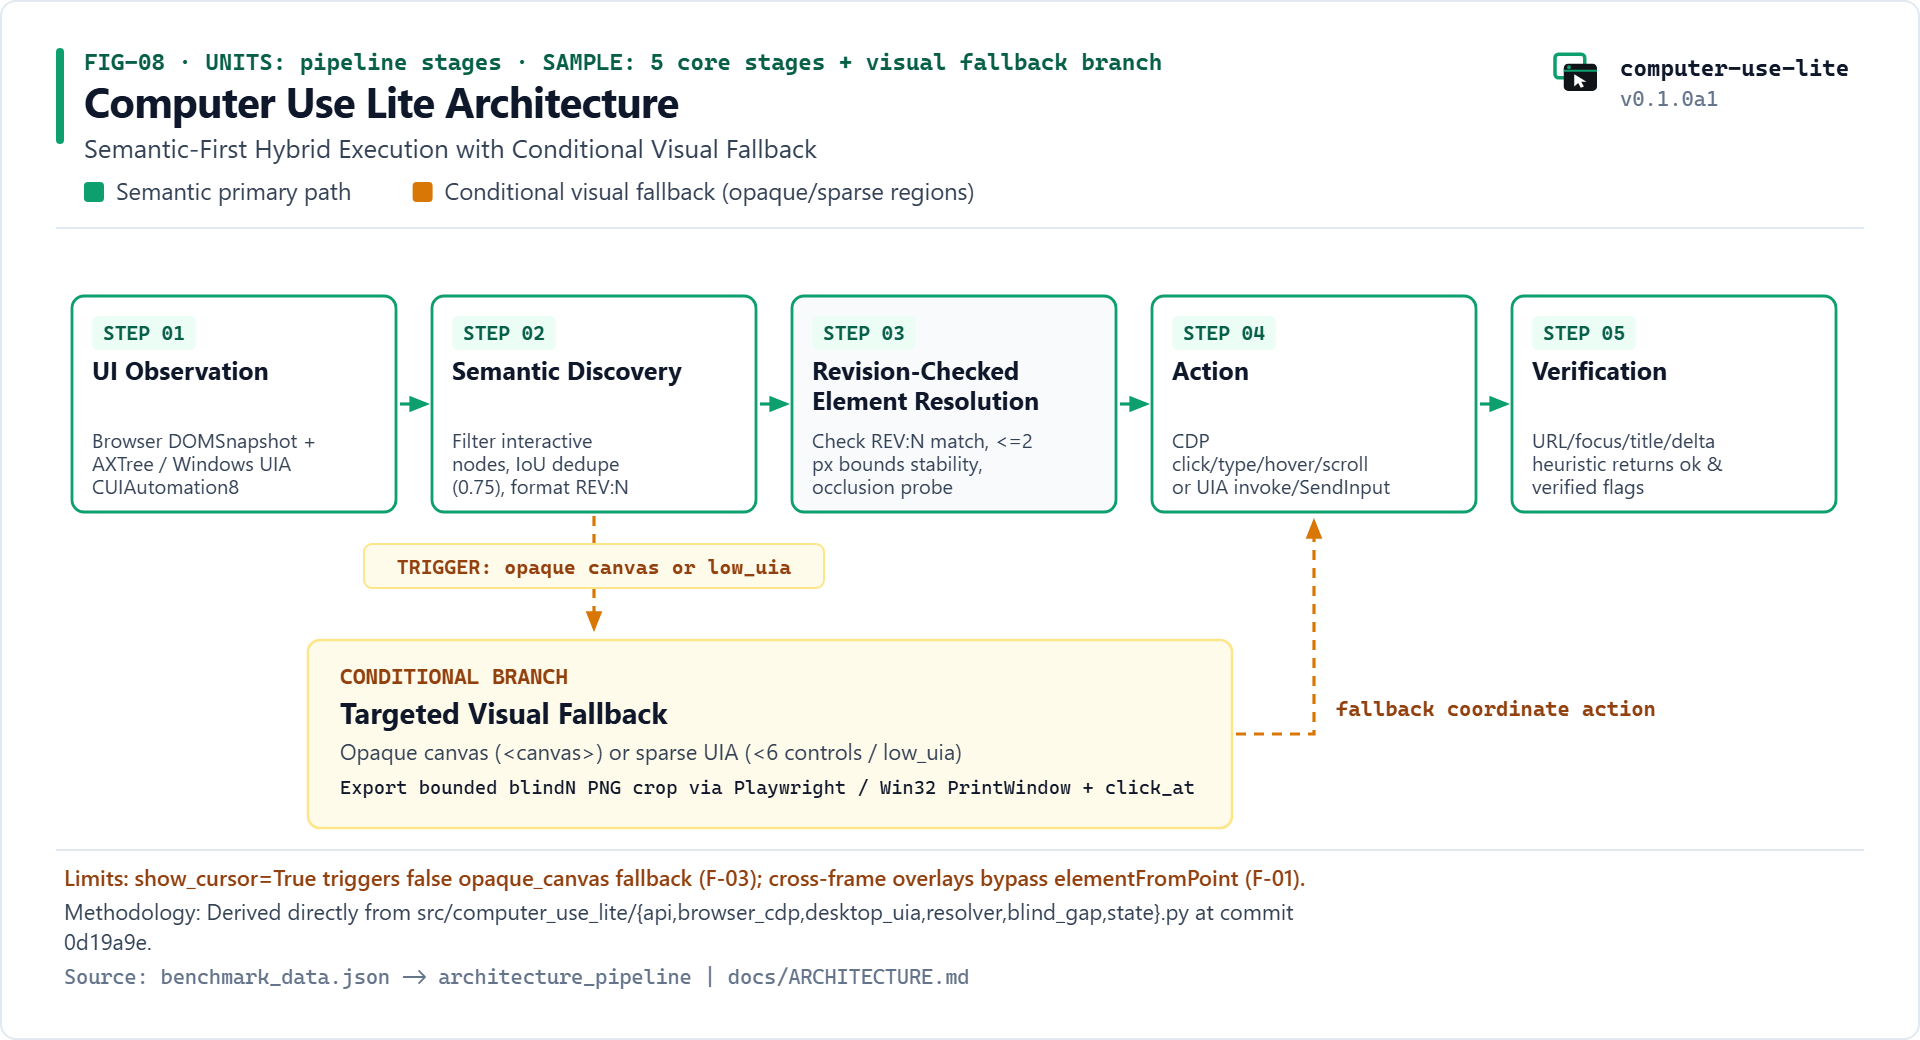 FIG-08 · UNITS: pipeline stages · SAMPLE: 5 core stages + visual fallback branch
Computer Use Lite Architecture
Semantic-First Hybrid Execution with Conditional Visual Fallback
Semantic primary path
Conditional visual fallback (opaque/sparse regions)
computer-use-lite
v0.1.0a1
STEP 01
UI Observation
Browser DOMSnapshot +
AXTree / Windows UIA
CUIAutomation8
STEP 02
Semantic Discovery
Filter interactive
nodes, IoU dedupe
(0.75), format REV:N
STEP 03
Revision-Checked
Element Resolution
Check REV:N match, <=2
px bounds stability,
occlusion probe
STEP 04
Action
CDP
click/type/hover/scroll
or UIA invoke/SendInput
STEP 05
Verification
URL/focus/title/delta
heuristic returns ok &
verified flags
TRIGGER: opaque canvas or low_uia
CONDITIONAL BRANCH
Targeted Visual Fallback
Opaque canvas (<canvas>) or sparse UIA (<6 controls / low_uia)
Export bounded blindN PNG crop via Playwright / Win32 PrintWindow + click_at
fallback coordinate action
Limits: show_cursor=True triggers false opaque_canvas fallback (F-03); cross-frame overlays bypass elementFromPoint (F-01).
Methodology: Derived directly from src/computer_use_lite/{api,browser_cdp,desktop_uia,resolver,blind_gap,state}.py at commit
0d19a9e.
Source: benchmark_data.json → architecture_pipeline | docs/ARCHITECTURE.md